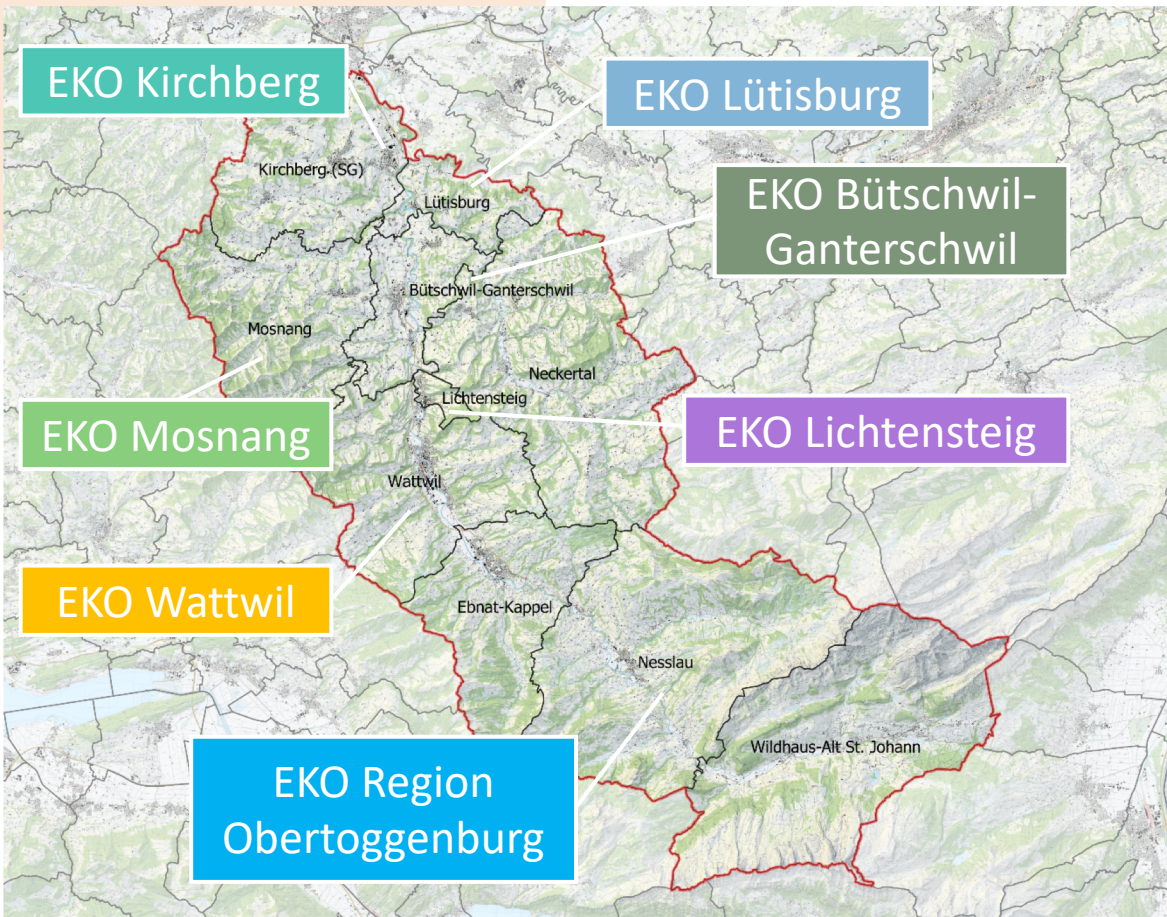 EKO Kirchberg
EKO Lütisburg
Kirchberg (SG)
EKO Bütschwil-
Ganterschwil
Lütisburg
Bütschwil-Ganterschwil
Mosnang
Neckertal
Lichtensteig
EKO Mosnang
EKO Lichtensteig
Wattwil
EKO Wattwil
Ebnat-Kappel
Nesslau
Wildhaus-Alt St. Johann
EKO Region
Obertoggenburg